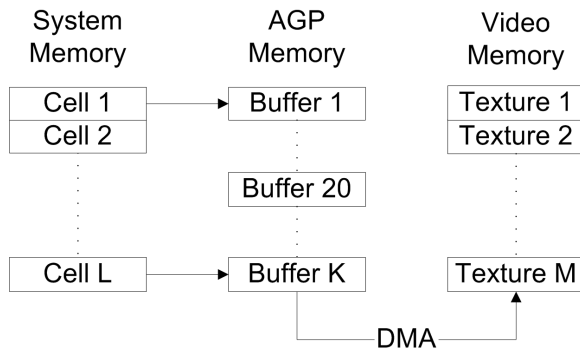 System
Memory
AGP
Memory
Video
Memory
Cell 1
Buffer 1
Texture 1
Cell 2
Texture 2
Buffer 20
Cell L
Buffer K
Texture M
DMA